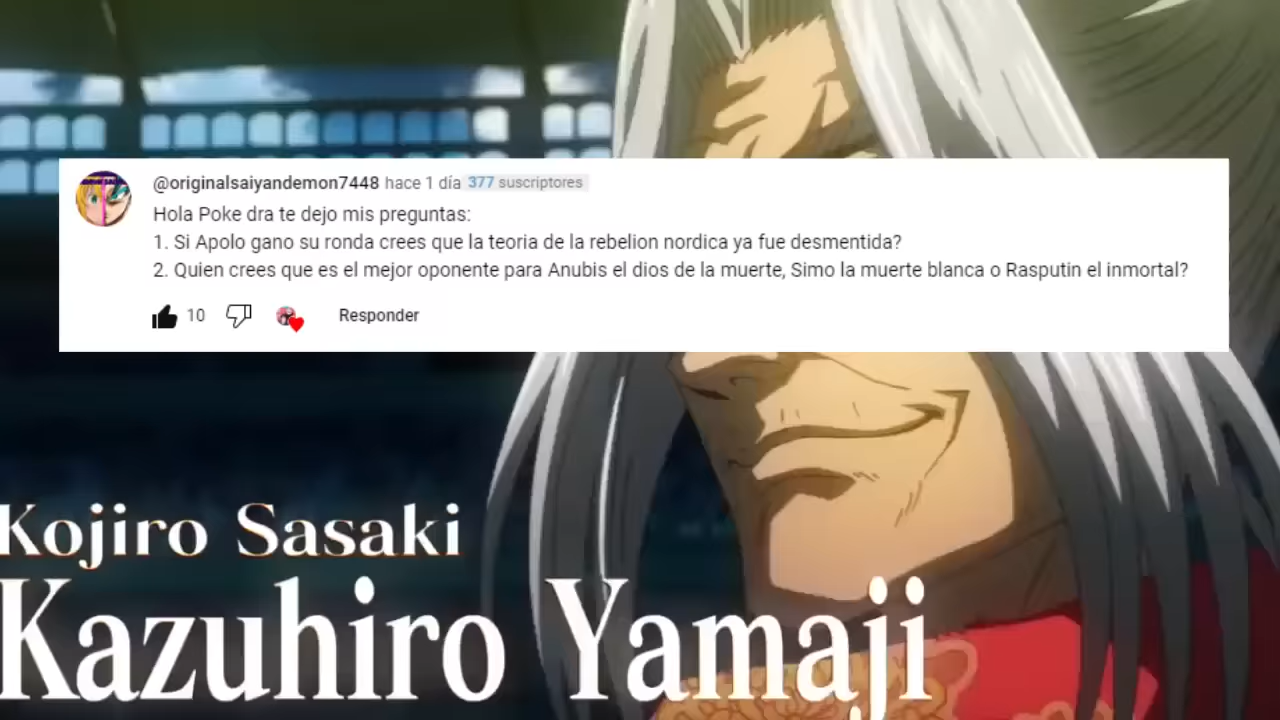 @originalsaiyandemon7448 hace 1 día 377 suscriptores
Hola Poke dra te dejo mis preguntas:
1. Si Apolo gano su ronda crees que la teoria de la rebelion nordica ya fue desmentida?
2. Quien crees que es el mejor oponente para Anubis el dios de la muerte, Simo la muerte blanca o Rasputin el inmortal?
10 Responder
Kojiro Sasaki
Kazuhiro Yamaji